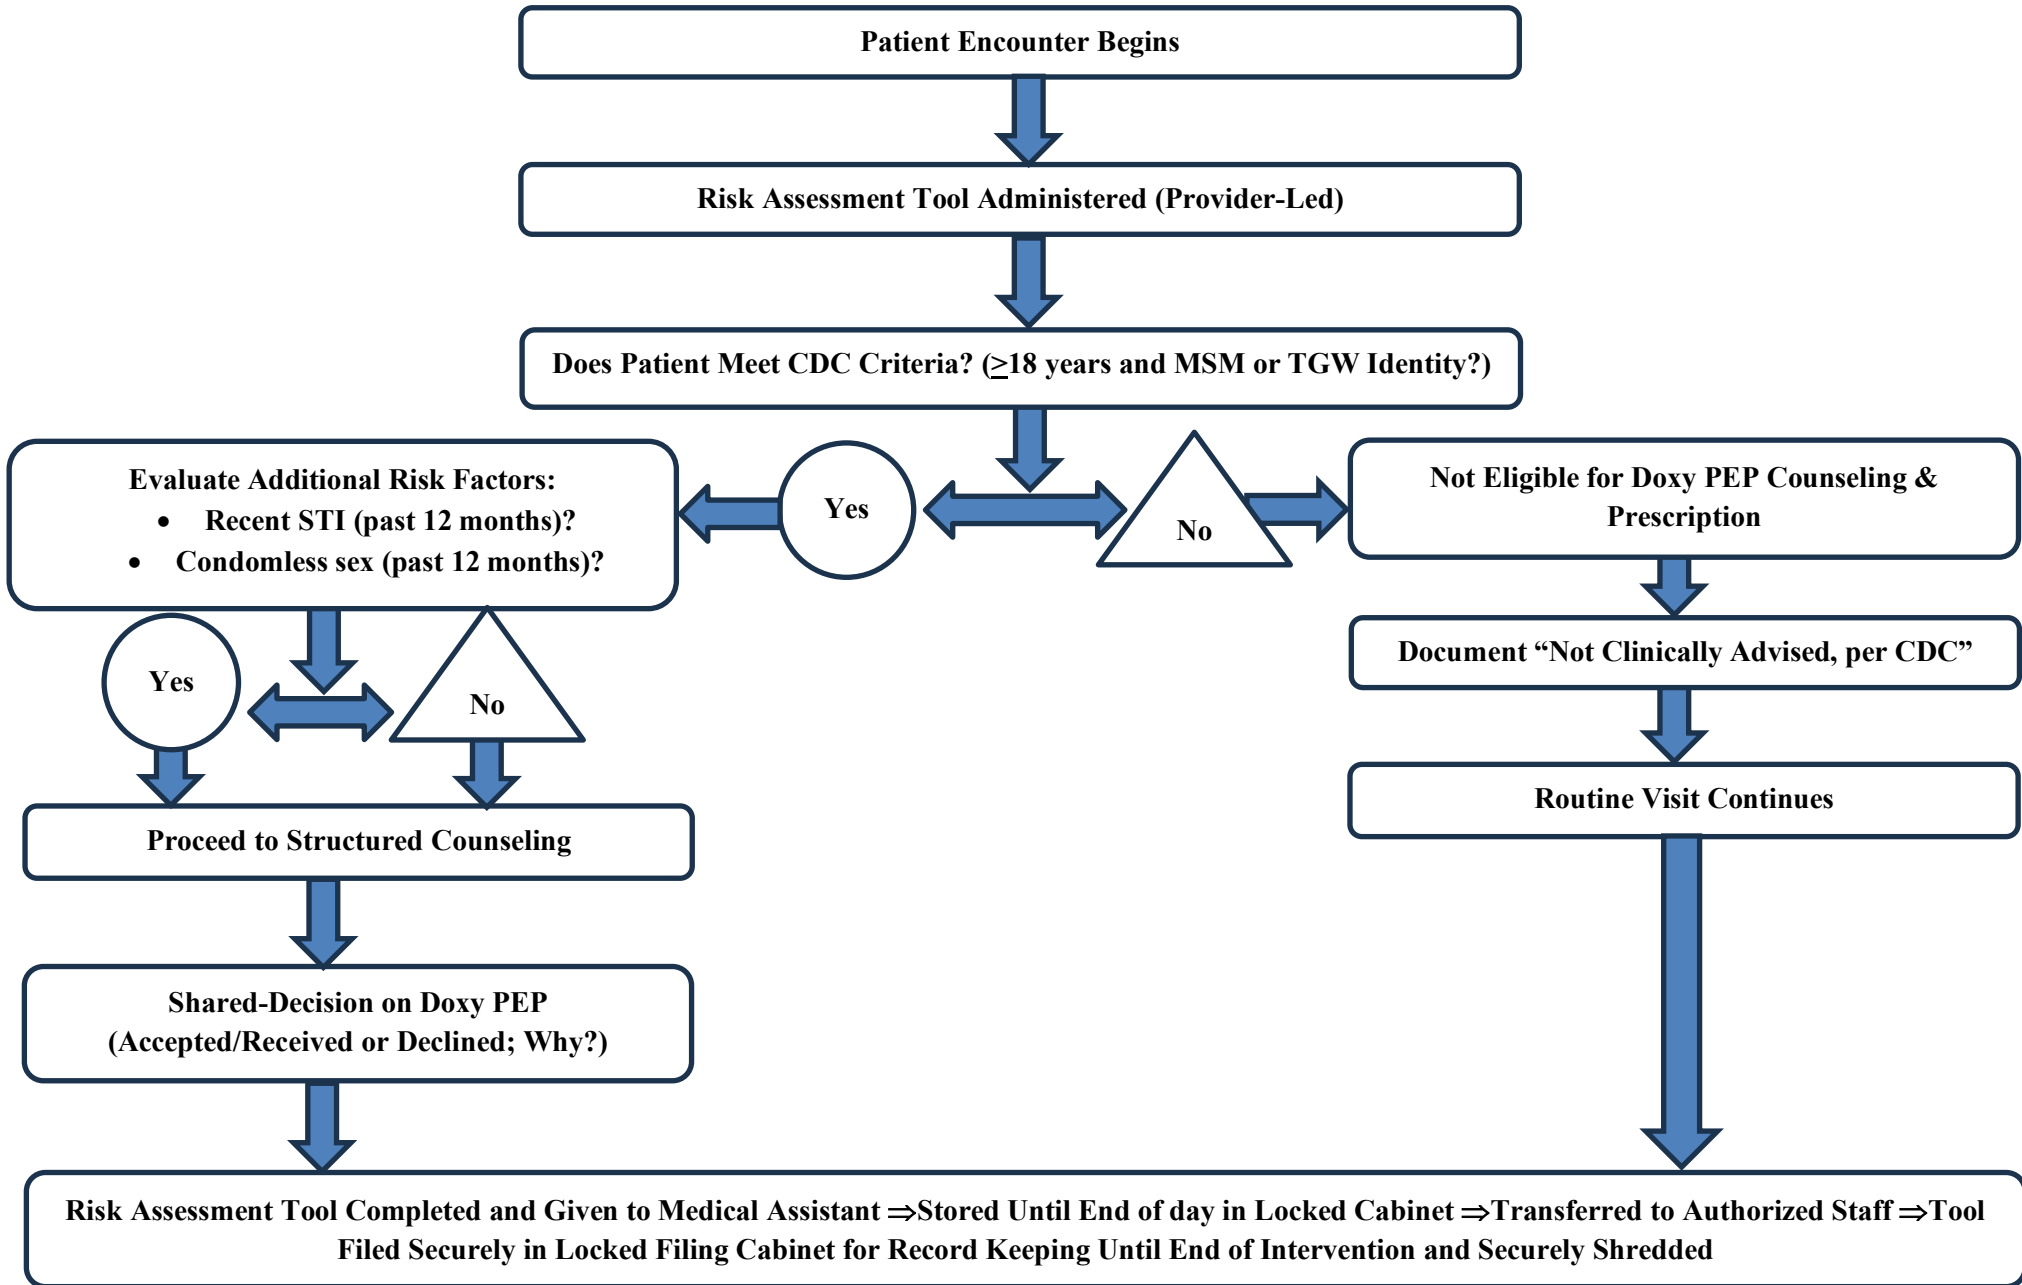 Patient Encounter Begins
Risk Assessment Tool Administered (Provider-Led)
Does Patient Meet CDC Criteria? (≥18 years and MSM or TGW Identity?)
Evaluate Additional Risk Factors:
• Recent STI (past 12 months)?
• Condomless sex (past 12 months)?
Yes
No
Not Eligible for Doxy PEP Counseling &
Prescription
Document “Not Clinically Advised, per CDC”
Yes
No
Routine Visit Continues
Proceed to Structured Counseling
Shared-Decision on Doxy PEP
(Accepted/Received or Declined; Why?)
Risk Assessment Tool Completed and Given to Medical Assistant ⇒Stored Until End of day in Locked Cabinet ⇒Transferred to Authorized Staff ⇒Tool
Filed Securely in Locked Filing Cabinet for Record Keeping Until End of Intervention and Securely Shredded